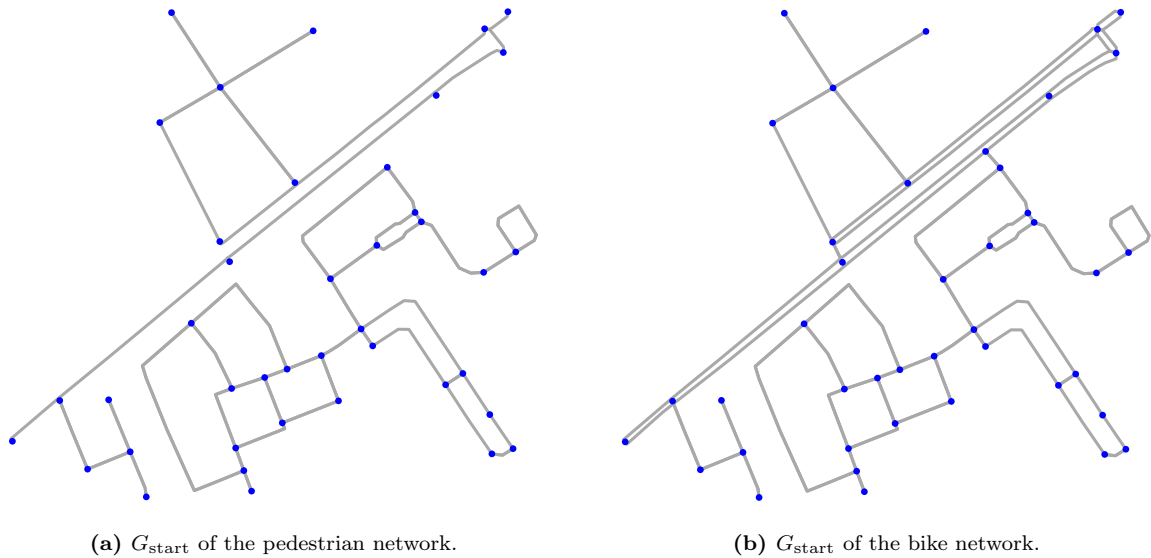 (a) G_start of the pedestrian network.
(b) G_start of the bike network.